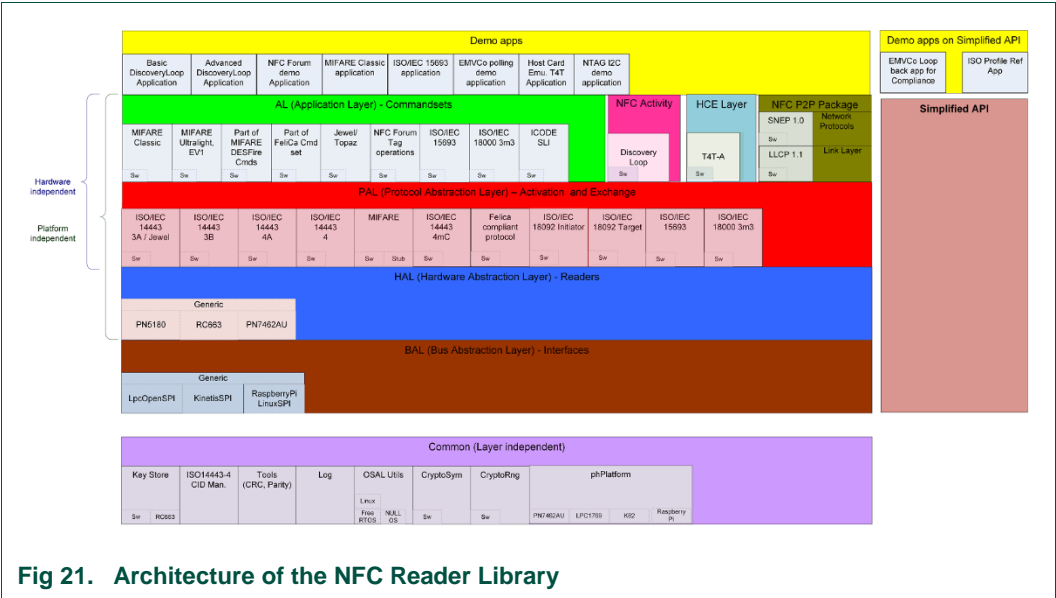 Demo apps
Demo apps on Simplified API
Basic
DiscoveryLoop
Application
Advanced
DiscoveryLoop
Application
NFC Forum
demo
Application
MIFARE Classic
application
ISO/IEC 15693
application
EMVCo polling
demo
application
Host Card
Emu. T4T
Application
NTAG I2C
demo
application
EMVCo Loop
back app for
Compliance
ISO Profile Ref
App
Hardware
independent
Platform
independent
AL (Application Layer) - Commandsets
MIFARE
Classic
Sw
MIFARE
Ultralight,
EV1
Sw
Part of
MIFARE
DESFire
Cmds
Sw
Part of
FeliCa Cmd
set
Sw
Jewel/
Topaz
Sw
NFC Forum
Tag
operations
Sw
ISO/IEC
15693
Sw
ISO/IEC
18000 3m3
Sw
ICODE
SLI
Sw
NFC Activity
Discovery
Loop
Sw
HCE Layer
T4T-A
Sw
NFC P2P Package
SNEP 1.0
Sw
Network
Protocols
LLCP 1.1
Sw
Link Layer
Simplified API
PAL (Protocol Abstraction Layer) – Activation and Exchange
ISO/IEC
14443
3A / Jewel
Sw
ISO/IEC
14443
3B
Sw
ISO/IEC
14443
4A
Sw
ISO/IEC
14443
4
Sw
MIFARE
Sw
Stub
ISO/IEC
14443
4mC
Sw
Felica
compliant
protocol
Sw
ISO/IEC
18092 Initiator
Sw
ISO/IEC
18092 Target
Sw
ISO/IEC
15693
Sw
ISO/IEC
18000 3m3
Sw
HAL (Hardware Abstraction Layer) - Readers
Generic
PN5180
RC663
PN7462AU
BAL (Bus Abstraction Layer) - Interfaces
Generic
LpcOpenSPI
KinetisSPI
RaspberryPi
LinuxSPI
Common (Layer independent)
Key Store
Sw
RC663
ISO14443-4
CID Man.
Tools
(CRC, Parity)
Log
OSAL Utils
Linux
Free
RTOS
NULL
OS
CryptoSym
Sw
CryptoRng
Sw
phPlatform
PN7462AU
LPC1769
K82
Raspberry
Pi
Fig 21. Architecture of the NFC Reader Library